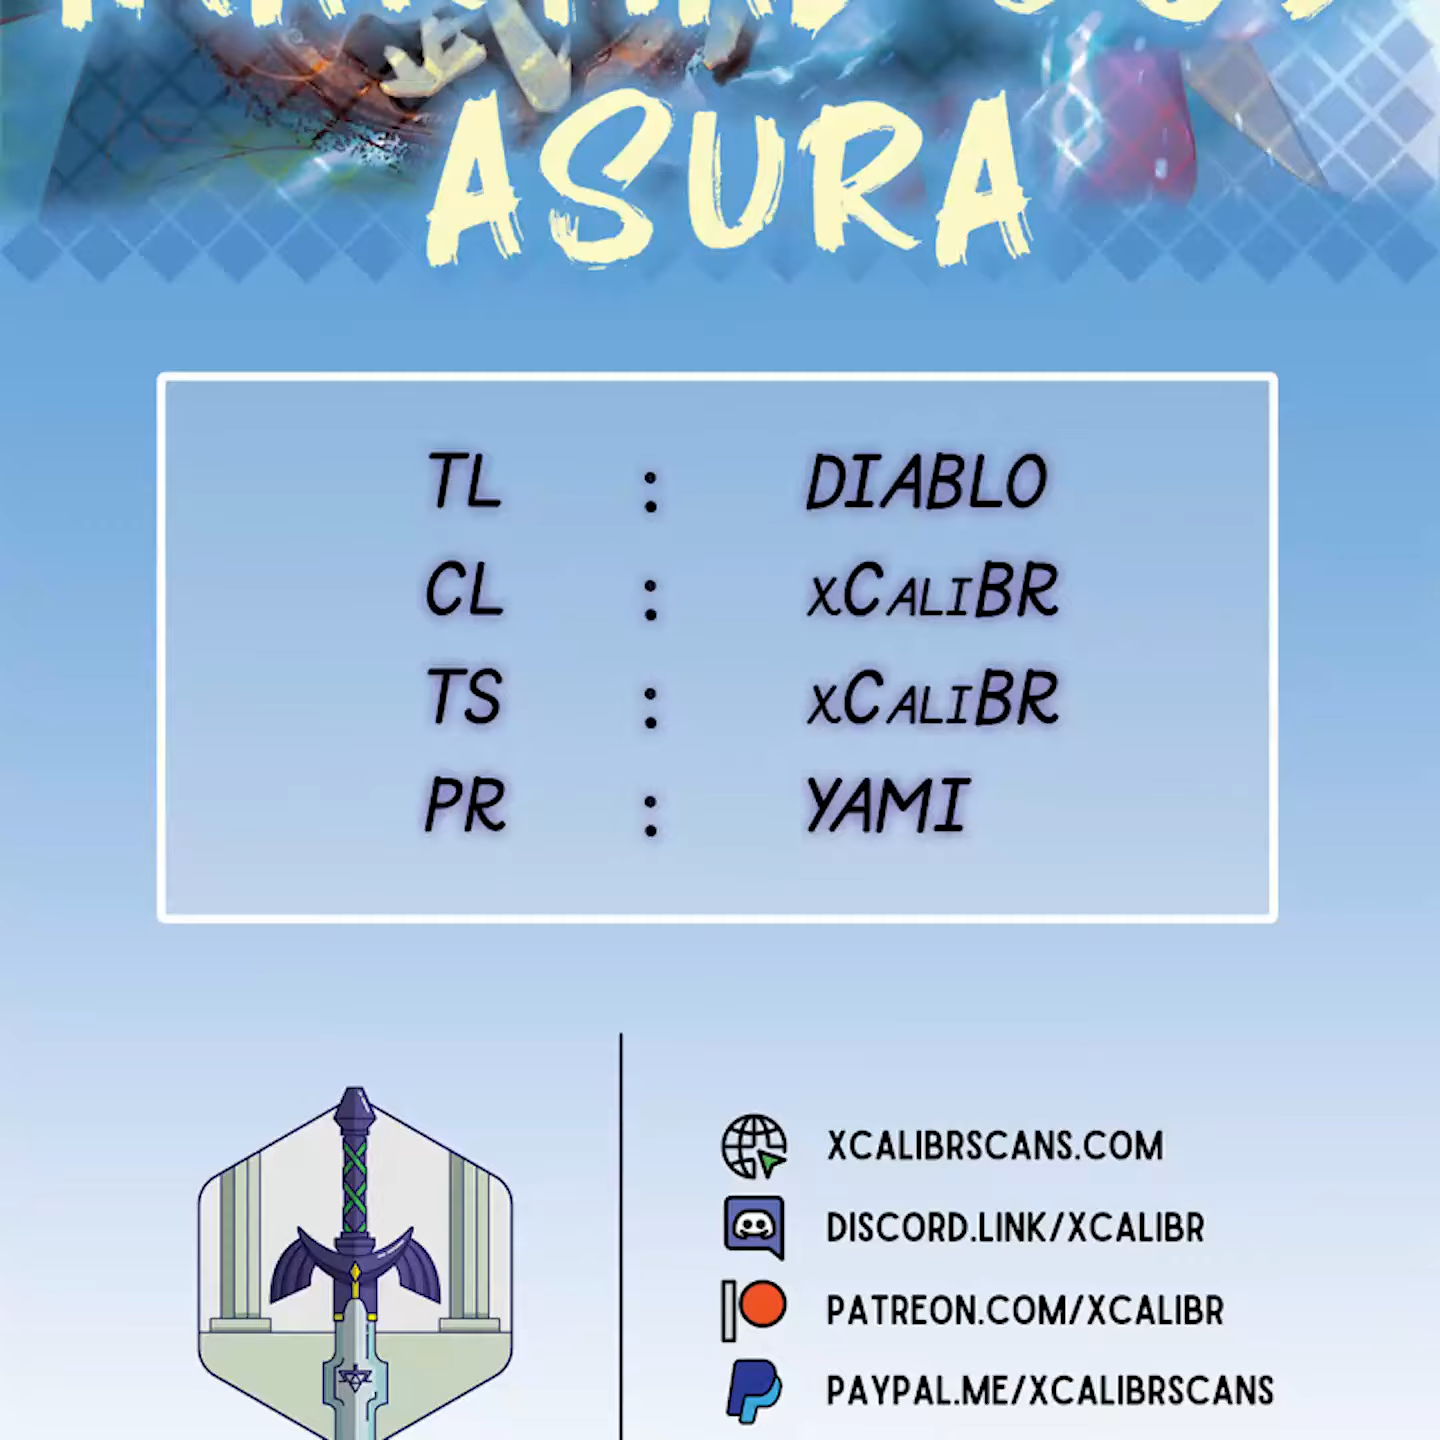 ASURA
TL : DIABLO
CL : xCaliBR
TS : xCaliBR
PR : YAMI
XCALIBRSCANS.COM
DISCORD.LINK/XCALIBR
PATREON.COM/XCALIBR
PAYPAL.ME/XCALIBRSCANS